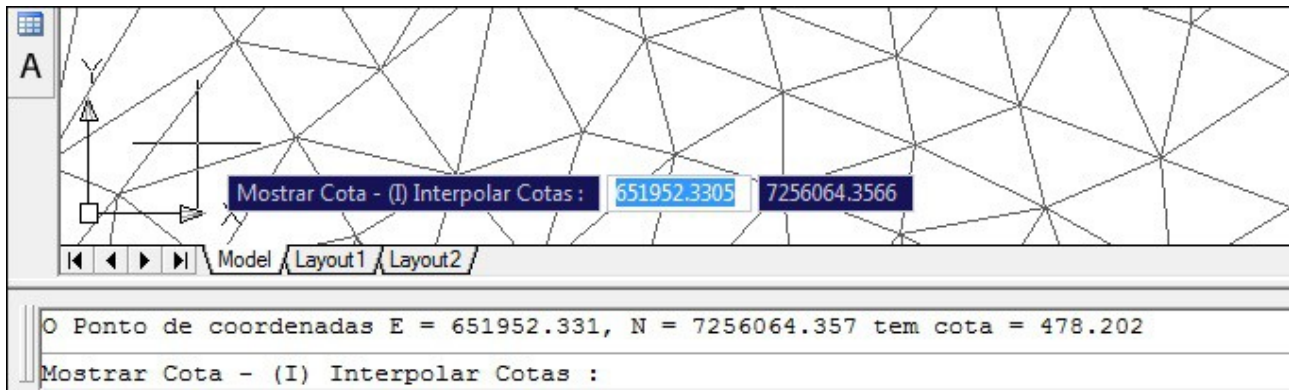 A
Y
Mostrar Cota - (I) Interpolar Cotas : 651952.3305 7256064.3566
X
Model Layout1 Layout2
O Ponto de coordenadas E = 651952.331, N = 7256064.357 tem cota = 478.202
Mostrar Cota - (I) Interpolar Cotas :